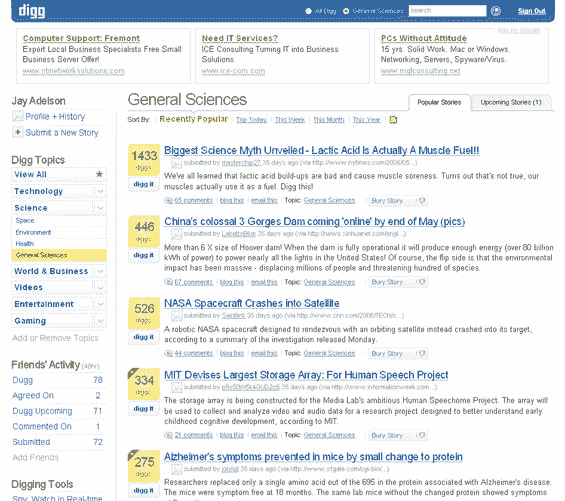 digg
All Digg
General Sciences
search
Sign Out
Ads by Google
Computer Support: Fremont
Expert Local Business Specialists Free Small
Business Server Offer!
www.nbnetworksolutions.com
Need IT Services?
ICE Consulting Turning IT into Business
Solutions
www.ice-com.com
PCs Without Attitude
15 yrs. Solid Work. Mac or Windows.
Networking, Servers, Spyware/Virus.
www.mgfconsulting.net
Jay Adelson
Profile + History
Submit a New Story
Digg Topics
View All
Technology
Science
Space
Environment
Health
General Sciences
World & Business
Videos
Entertainment
Gaming
Add or Remove Topics
Friends' Activity (48hr)
Dugg 78
Agreed On 2
Dugg Upcoming 71
Commented On 1
Submitted 72
Add Friends
Digging Tools
Spy: Watch in Realtime
General Sciences
Popular Stories
Upcoming Stories (1)
Sort By: Recently Popular Top Today This Week This Month This Year
1433
diggs
digg it
Biggest Science Myth Unveiled - Lactic Acid Is Actually A Muscle Fuel!!!
submitted by masterchip27 35 days ago (via http://www.nytimes.com/2006/05...)
We've all learned that lactic acid build-ups are bad and cause muscle soreness. Turns out that's not true, our
muscles actually use it as a fuel. Digg this!
65 comments blog this email this Topic: General Sciences Bury Story
446
diggs
digg it
China's colossal 3 Gorges Dam coming 'online' by end of May (pics)
submitted by LabattsBlue 35 days ago (via http://news.xinhuanet.com/engl...)
More than 6 X size of Hoover dam! When the dam is fully operational it will produce enough energy (over 80 billion
kWh of power) to power nearly all the lights in the United States! Of course, the flip side is that the environmental
impact has been massive - displacing millions of people and threatening hundred of species.
67 comments blog this email this Topic: General Sciences Bury Story
526
diggs
digg it
NASA Spacecraft Crashes into Satellite
submitted by 35 days ago (via http://www.cnn.com/2006/TECH/s...)
A robotic NASA spacecraft designed to rendezvous with an orbiting satellite instead crashed into its target,
according to a summary of the investigation released Monday.
44 comments blog this email this Topic: General Sciences Bury Story
334
diggs
digg it
MIT Devises Largest Storage Array: For Human Speech Project
submitted by 35 days ago (via http://www.informationweek.com...)
The storage array is being constructed for the Media Lab's ambitious Human Speechome Project. The array will
be used to collect and analyze video and audio data for a research project designed to better understand early
childhood cognitive development, according to MIT.
21 comments blog this email this Topic: General Sciences Bury Story
275
diggs
digg it
Alzheimer's symptoms prevented in mice by small change to protein
submitted by 35 days ago (via http://www.sfgate.com/cgi-bin/...)
Researchers replaced only a single amino acid out of the 695 in the protein associated with Alzheimer's disease.
The mice were symptom free at 18 months. The same lab mice without the changed protein showed symptoms